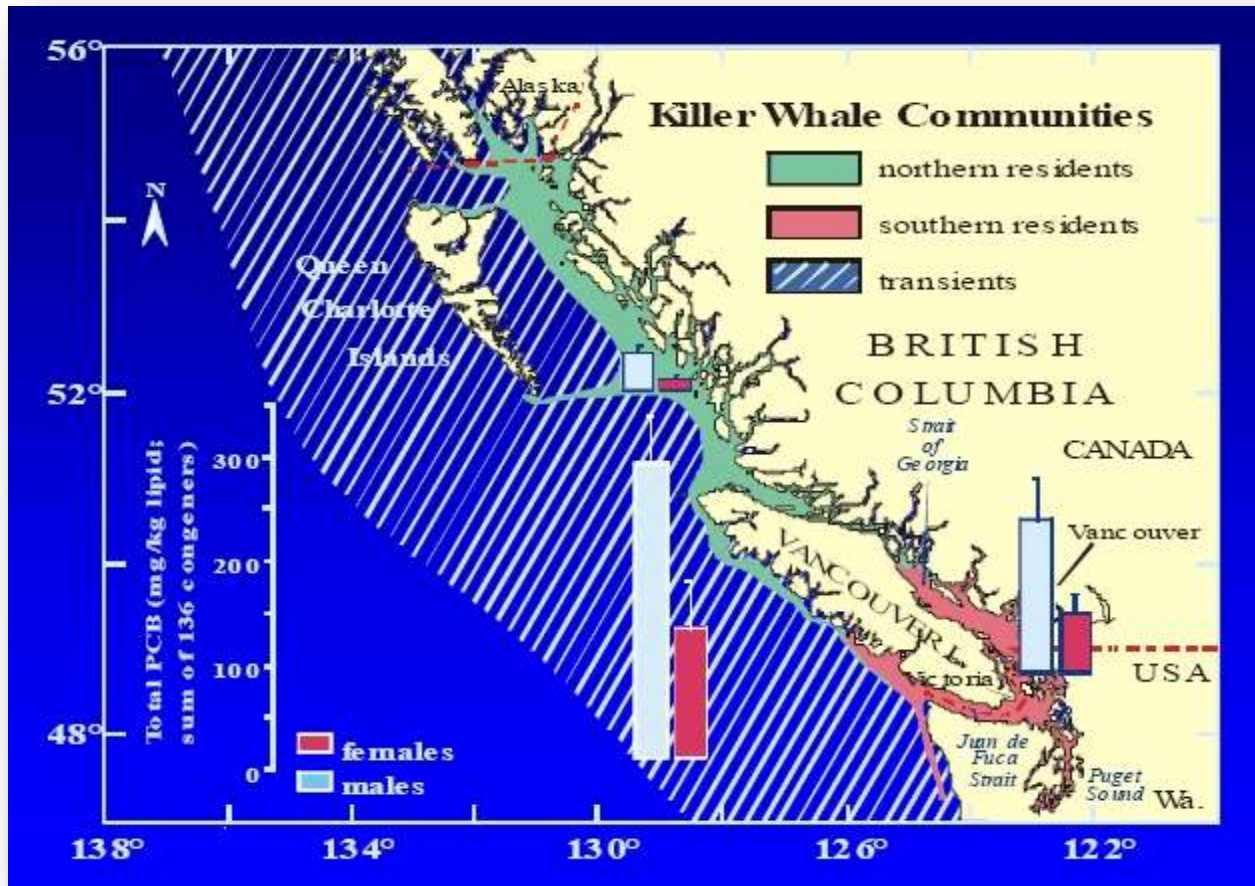 56°
52°
48°
138°
134°
130°
126°
122°
N
Alaska
Killer Whale Communities
northern residents
southern residents
transients
Queen
Charlotte
Islands
BRITISH
COLUMBIA
Strait
of
Georgia
CANADA
Vancouver
VANCOUVER I.
Victoria
USA
Juan de
Fuca
Strait
Puget
Sound
Wa.
Total PCB (mg/kg lipid;
sum of 136 congeners)
300
200
100
0
females
males